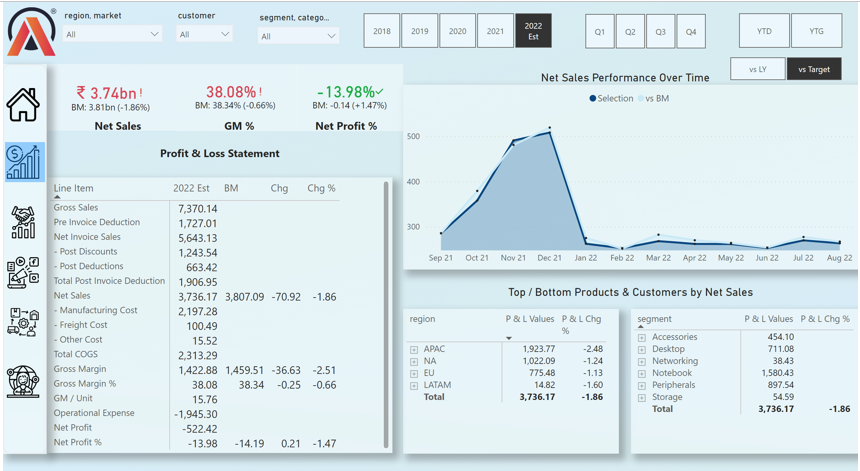 region, market
customer
segment, catego...
All
All
All
2018
2019
2020
2021
2022 Est
Q1
Q2
Q3
Q4
YTD
YTG
vs LY
vs Target
₹ 3.74bn !
BM: 3.81bn (-1.86%)
Net Sales
38.08% !
BM: 38.34% (-0.66%)
GM %
-13.98%
BM: -0.14 (+1.47%)
Net Profit %
Profit & Loss Statement
Line Item 2022 Est BM Chg Chg %
Gross Sales 7,370.14
Pre Invoice Deduction 1,727.01
Net Invoice Sales 5,643.13
- Post Discounts 1,243.54
- Post Deductions 663.42
Total Post Invoice Deduction 1,906.95
Net Sales 3,736.17 3,807.09 -70.92 -1.86
- Manufacturing Cost 2,197.28
- Freight Cost 100.49
- Other Cost 15.52
Total COGS 2,313.29
Gross Margin 1,422.88 1,459.51 -36.63 -2.51
Gross Margin % 38.08 38.34 -0.25 -0.66
GM / Unit 15.76
Operational Expense -1,945.30
Net Profit -522.42
Net Profit % -13.98 -14.19 0.21 -1.47
Net Sales Performance Over Time
Selection vs BM
500
400
300
Sep 21 Oct 21 Nov 21 Dec 21 Jan 22 Feb 22 Mar 22 Apr 22 May 22 Jun 22 Jul 22 Aug 22
Top / Bottom Products & Customers by Net Sales
region P & L Values P & L Chg %
APAC 1,923.77 -2.48
NA 1,022.09 -1.24
EU 775.48 -1.13
LATAM 14.82 -1.60
Total 3,736.17 -1.86
segment P & L Values P & L Chg %
Accessories 454.10
Desktop 711.08
Networking 38.43
Notebook 1,580.43
Peripherals 897.54
Storage 54.59
Total 3,736.17 -1.86